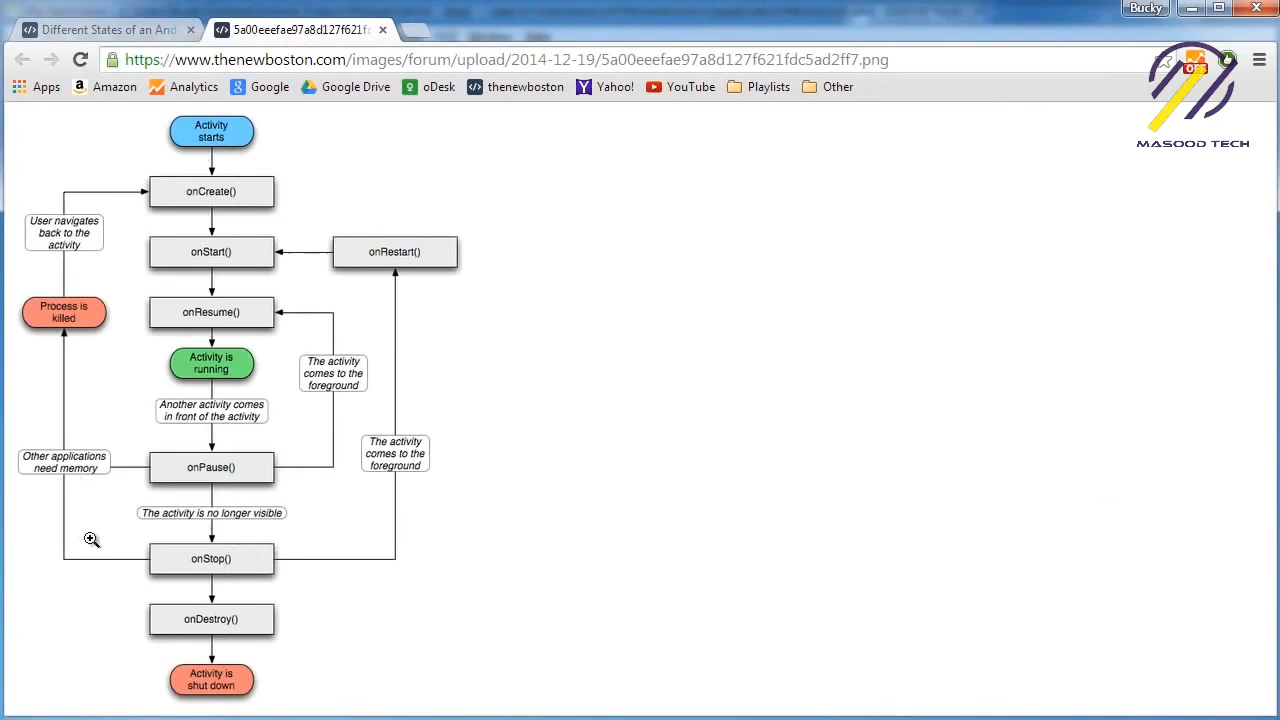 Bucky
Different States of an And
5a00eeefae97a8d127f621fc
https://www.thenewboston.com/images/forum/upload/2014-12-19/5a00eeefae97a8d127f621fdc5ad2ff7.png
OFF
Apps
Amazon
Analytics
Google
Google Drive
oDesk
thenewboston
Yahoo!
YouTube
Playlists
Other
MASOOD TECH
Activity
starts
onCreate()
User navigates
back to the
activity
onStart()
onRestart()
Process is
killed
onResume()
Activity is
running
The activity
comes to the
foreground
Another activity comes
in front of the activity
The activity
comes to the
foreground
Other applications
need memory
onPause()
The activity is no longer visible
onStop()
onDestroy()
Activity is
shut down